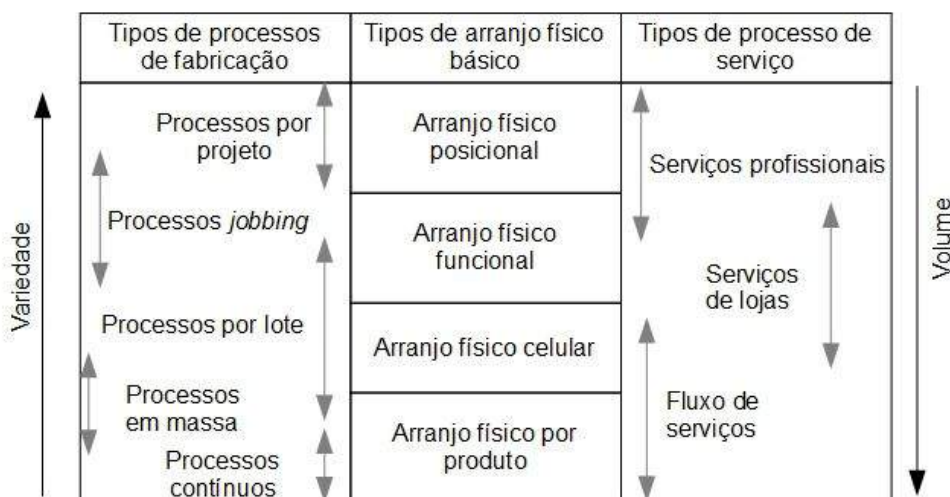 Tipos de processos
de fabricação
Tipos de arranjo físico
básico
Tipos de processo de
serviço
Variedade
Processos por
projeto
Processos jobbing
Processos por lote
Processos
em massa
Processos
contínuos
Arranjo físico
posicional
Arranjo físico
funcional
Arranjo físico celular
Arranjo físico por
produto
Serviços profissionais
Serviços
de lojas
Fluxo de
serviços
Volume